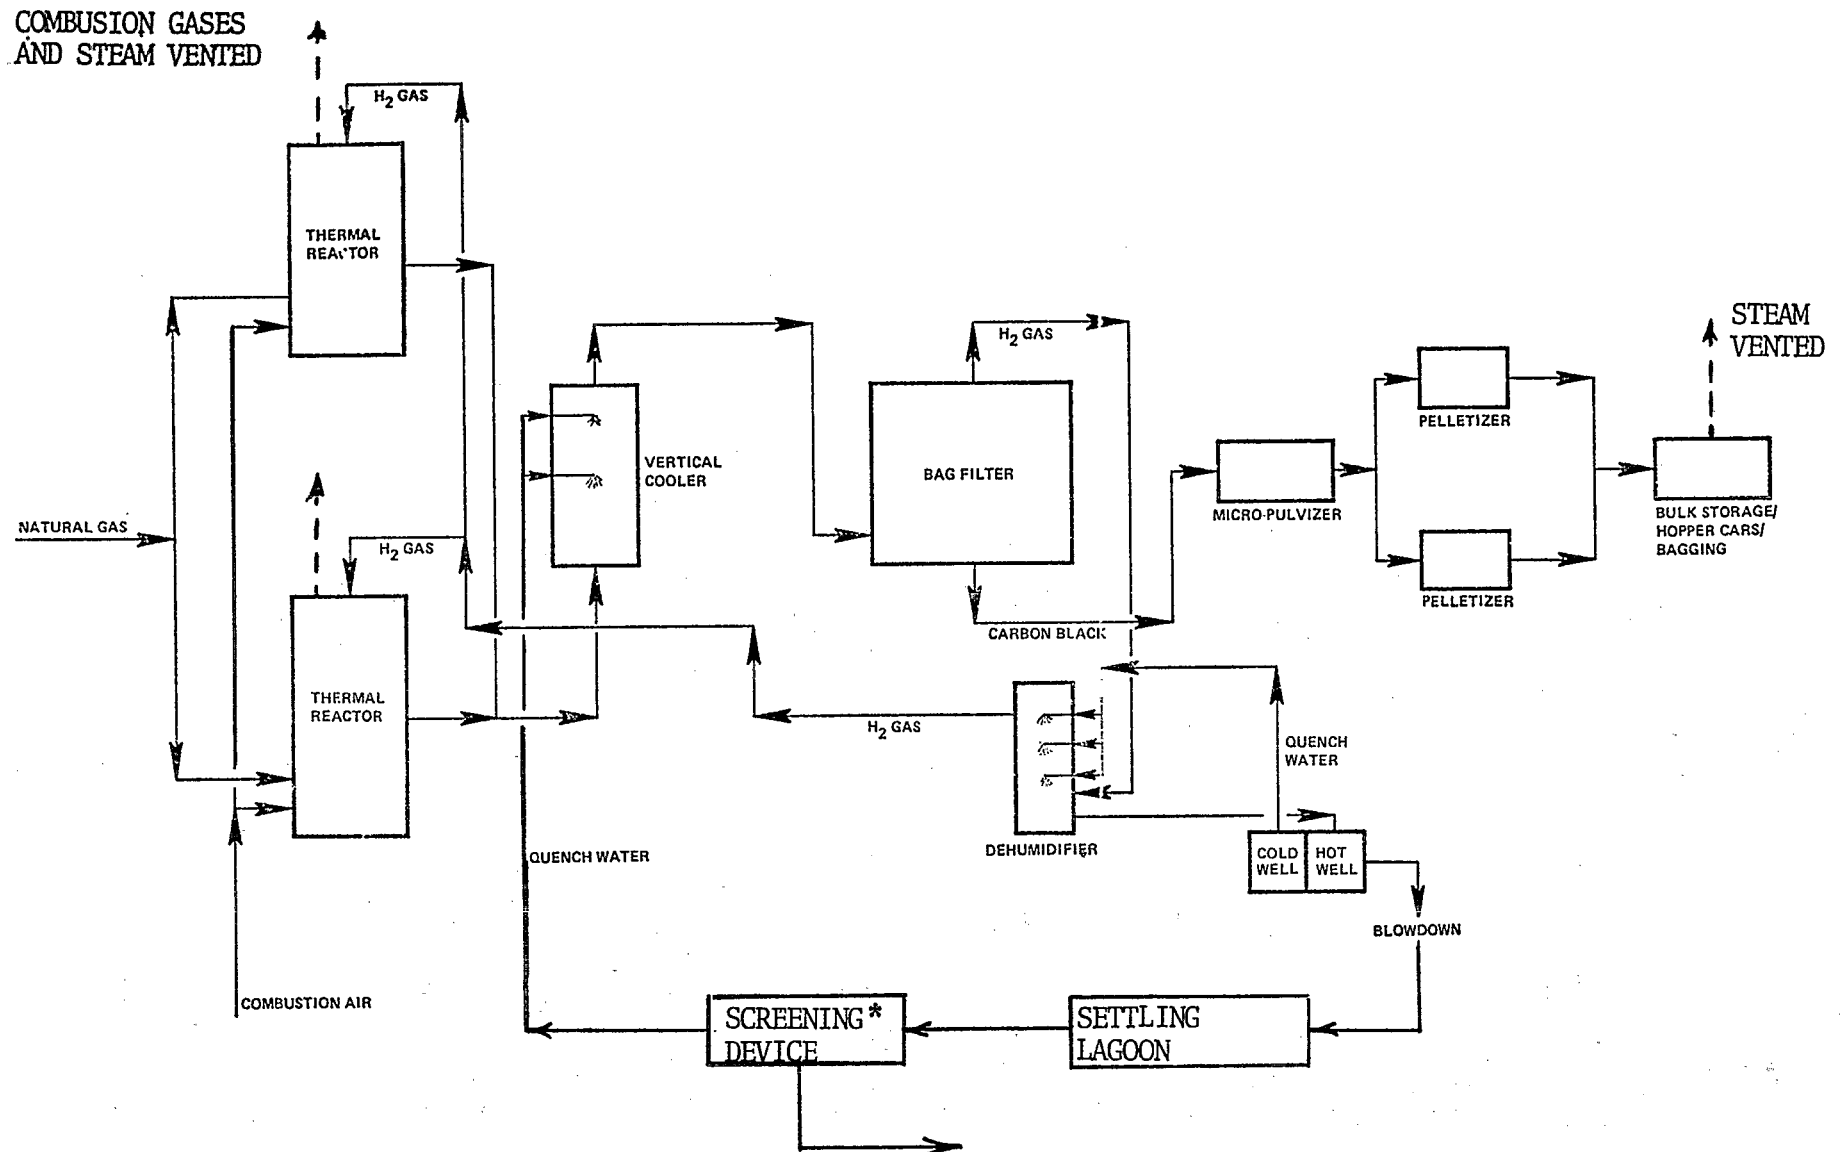 COMBUSION GASES
AND STEAM VENTED
H2 GAS
THERMAL
REACTOR
STEAM
VENTED
H2 GAS
PELLETIZER
VERTICAL
COOLER
BAG FILTER
MICRO-PULVIZER
BULK STORAGE/
HOPPER CARS/
BAGGING
NATURAL GAS
H2 GAS
PELLETIZER
CARBON BLACK
THERMAL
REACTOR
H2 GAS
QUENCH
WATER
DEHUMIDIFIER
COLD
WELL
HOT
WELL
QUENCH WATER
BLOWDOWN
COMBUSTION AIR
SCREENING*
DEVICE
SETTLING
LAGOON